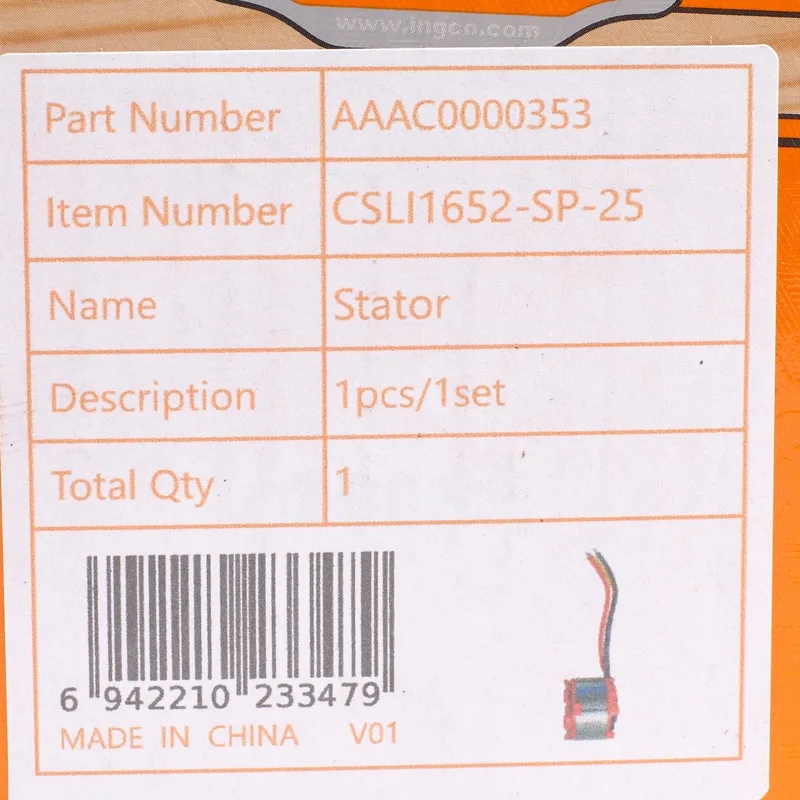 www.ingco.com
Part Number AAAC0000353
Item Number CSLI1652-SP-25
Name Stator
Description 1pcs/1set
Total Qty 1
6 942210 233479
MADE IN CHINA V01